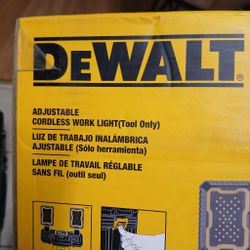 DEWALT®
ADJUSTABLE
CORDLESS WORK LIGHT(Tool Only)
LUZ DE TRABAJO INALÁMBRICA
AJUSTABLE (Sólo herramienta)
LAMPE DE TRAVAIL RÉGLABLE
SANS FIL (outil seul)